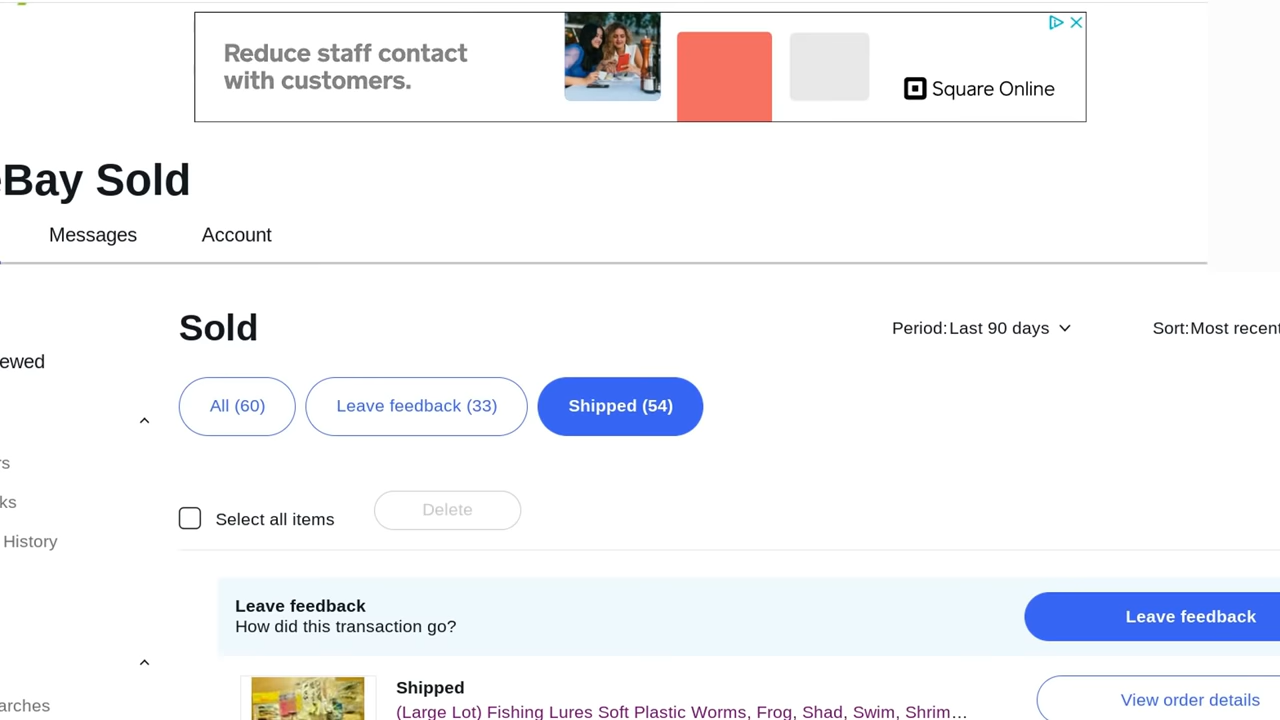 Reduce staff contact
with customers.
Square Online
eBay Sold
Messages
Account
Sold
Period: Last 90 days
Sort: Most recent
ewed
All (60)
Leave feedback (33)
Shipped (54)
rs
ks
History
Select all items
Delete
Leave feedback
How did this transaction go?
Leave feedback
Shipped
(Large Lot) Fishing Lures Soft Plastic Worms, Frog, Shad, Swim, Shrim...
View order details
arches